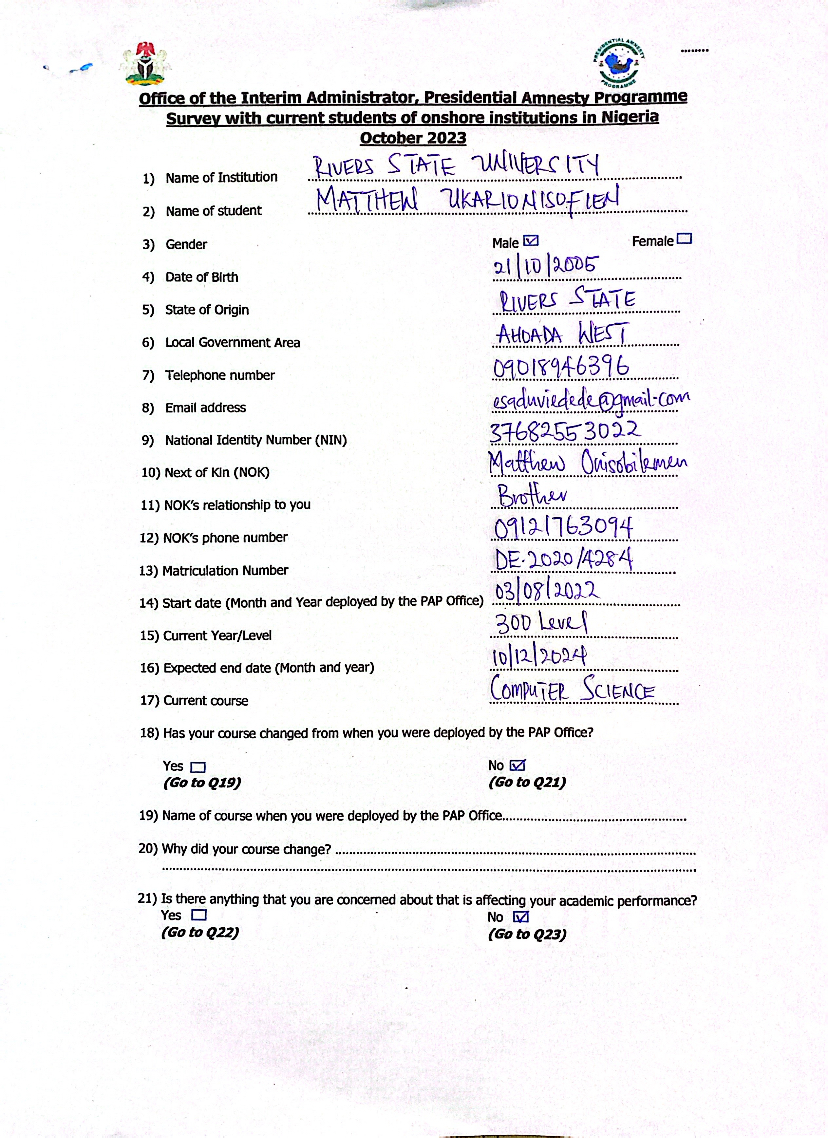 Office of the Interim Administrator, Presidential Amnesty Programme
Survey with current students of onshore institutions in Nigeria
October 2023
1) Name of Institution RIVERS STATE UNIVERSITY
2) Name of student MATTHEW UKARIONISOFIEN
3) Gender Male Female
4) Date of Birth 21/10/2005
5) State of Origin RIVERS STATE
6) Local Government Area AHOADA WEST
7) Telephone number 09018946396
8) Email address esaduviedede@gmail.com
9) National Identity Number (NIN) 37682553022
10) Next of Kin (NOK) Matthew Onisobilemen
11) NOK's relationship to you Brother
12) NOK's phone number 09121763094
13) Matriculation Number DE.2020/4284
14) Start date (Month and Year deployed by the PAP Office) 03/08/2022
15) Current Year/Level 300 Level
16) Expected end date (Month and year) 10/12/2024
17) Current course COMPUTER SCIENCE
18) Has your course changed from when you were deployed by the PAP Office?
Yes No
(Go to Q19) (Go to Q21)
19) Name of course when you were deployed by the PAP Office
20) Why did your course change?
21) Is there anything that you are concerned about that is affecting your academic performance?
Yes No
(Go to Q22) (Go to Q23)